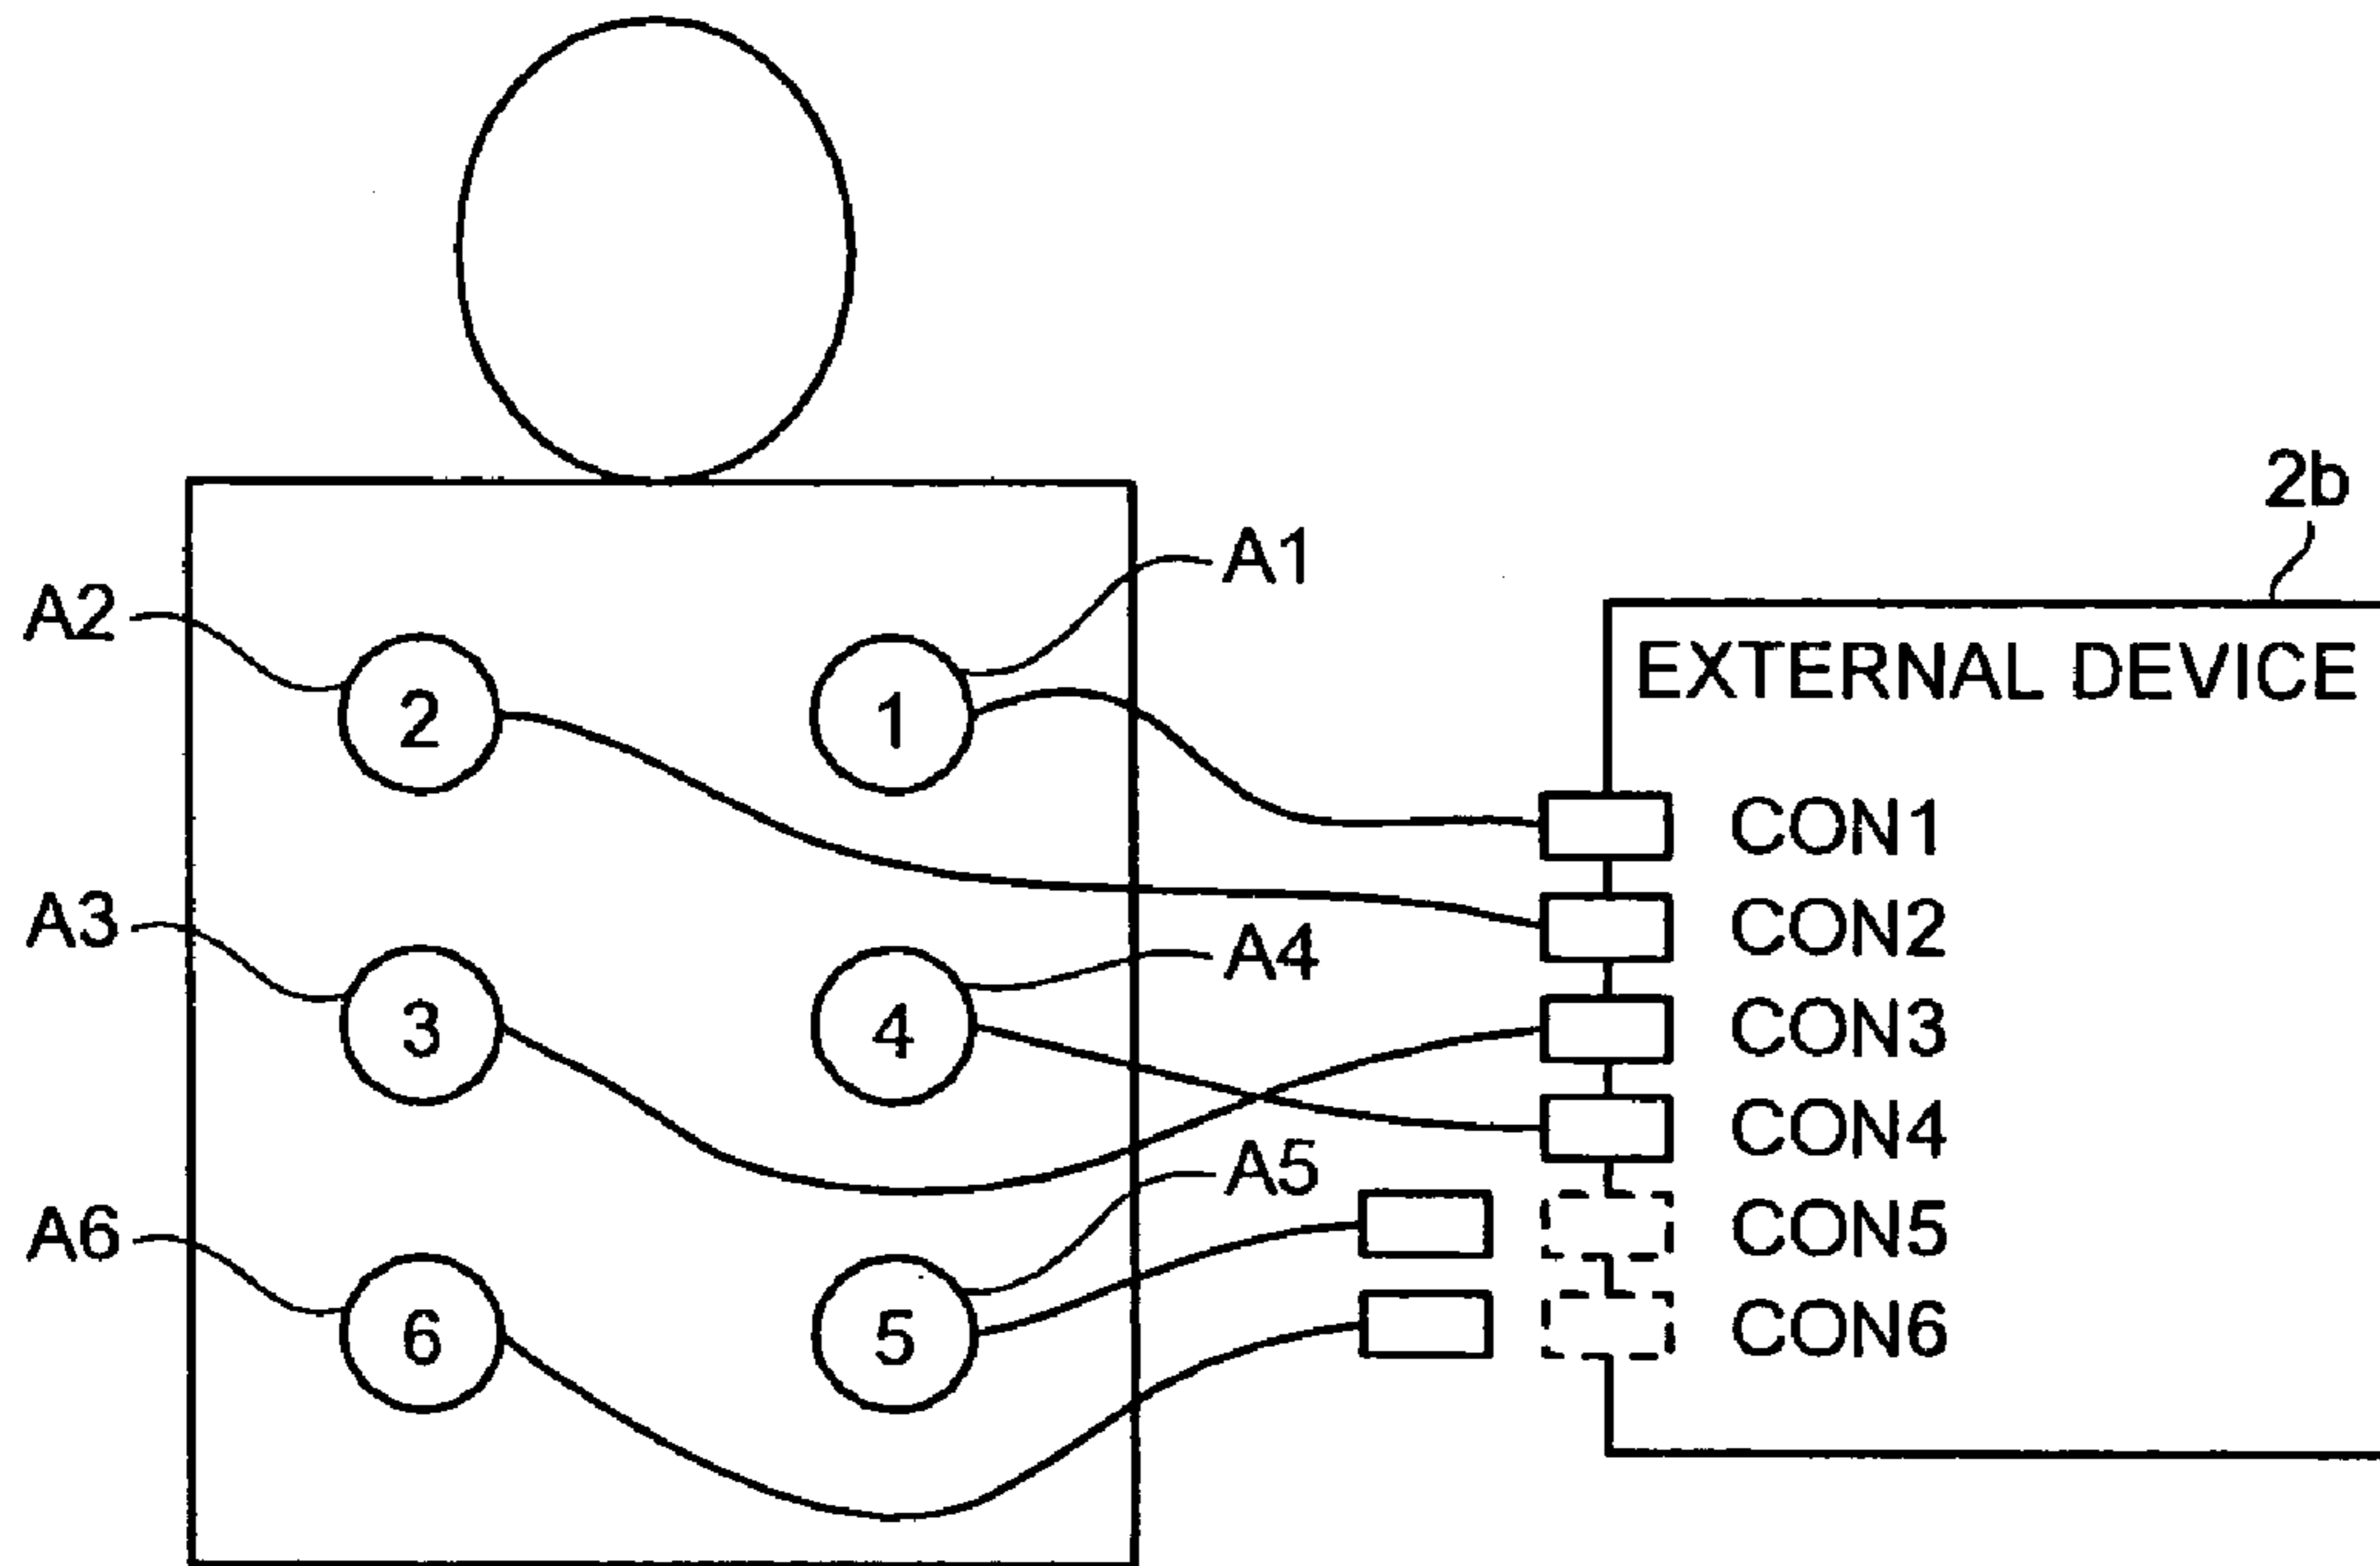 2b
A1
EXTERNAL DEVICE
A2
2
1
CON1
CON2
A3
A4
3
4
CON3
CON4
A5
A6
CON5
6
5
CON6